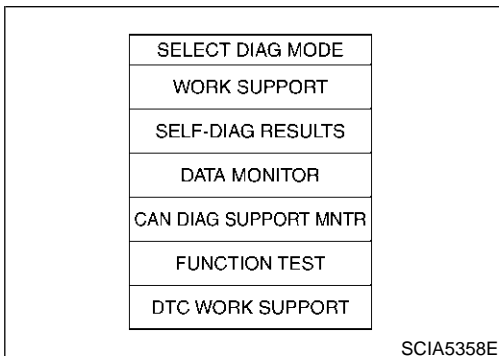 SELECT DIAG MODE
WORK SUPPORT
SELF-DIAG RESULTS
DATA MONITOR
CAN DIAG SUPPORT MNTR
FUNCTION TEST
DTC WORK SUPPORT
SCIA5358E